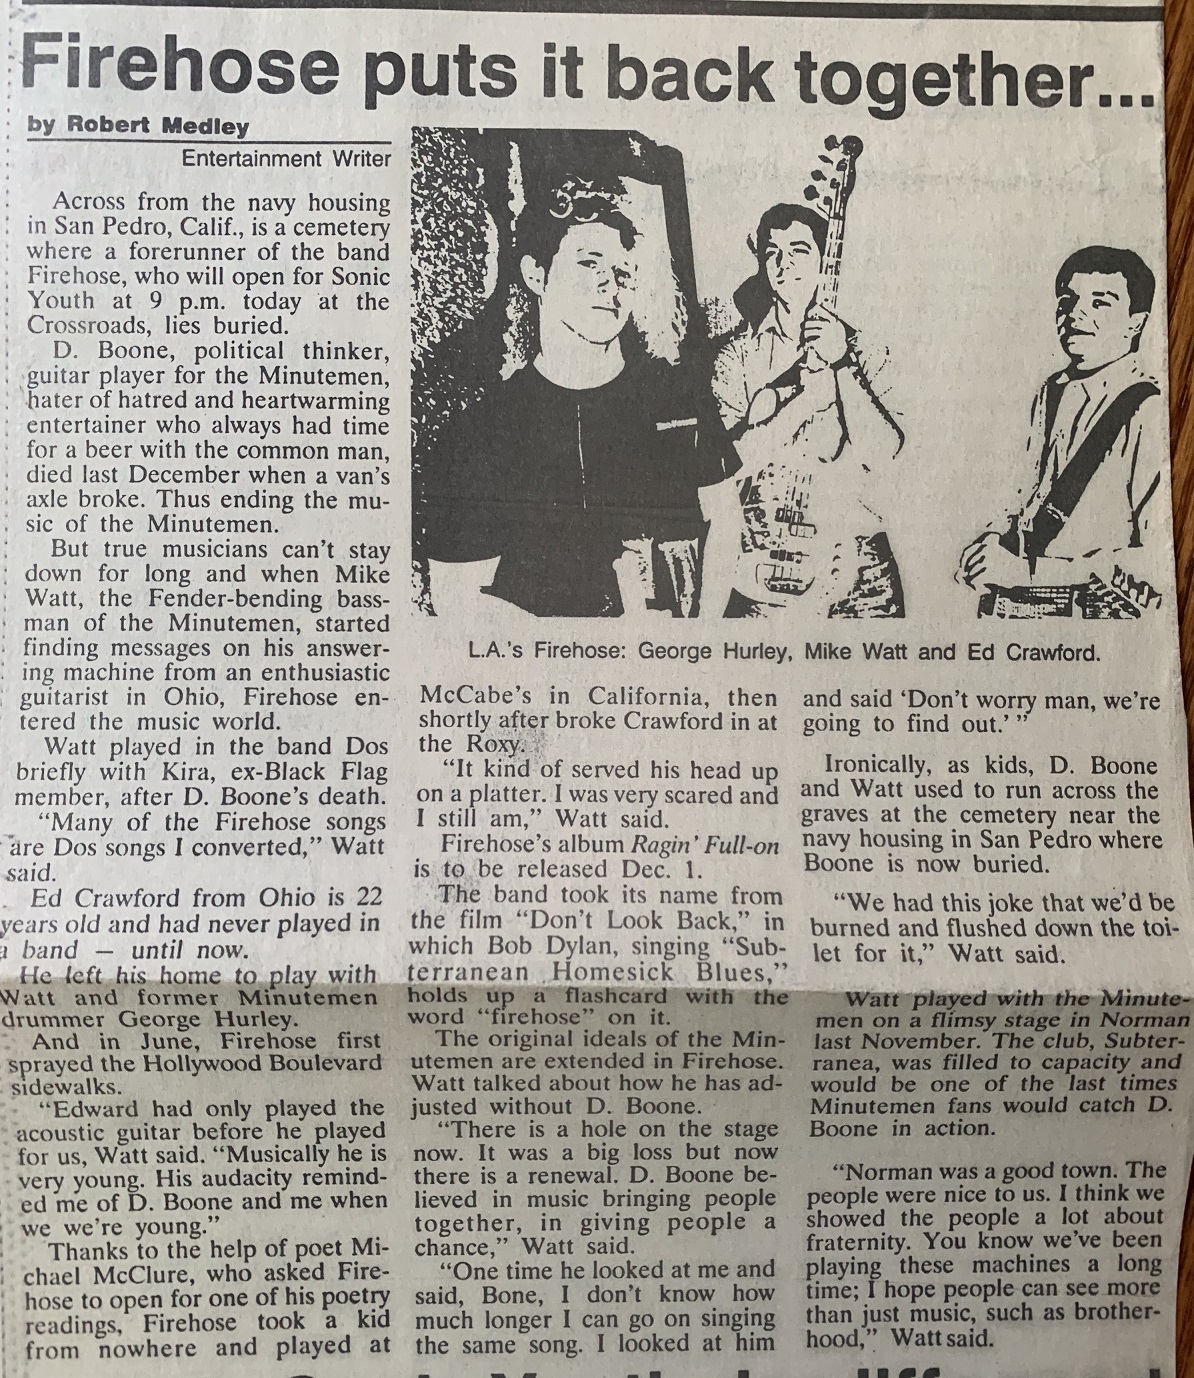 Firehose puts it back together...
by Robert Medley
Entertainment Writer
Across from the navy housing
in San Pedro, Calif., is a cemetery
where a forerunner of the band
Firehose, who will open for Sonic
Youth at 9 p.m. today at the
Crossroads, lies buried.
D. Boone, political thinker,
guitar player for the Minutemen,
hater of hatred and heartwarming
entertainer who always had time
for a beer with the common man,
died last December when a van's
axle broke. Thus ending the mu-
sic of the Minutemen.
But true musicians can't stay
down for long and when Mike
Watt, the Fender-bending bass-
man of the Minutemen, started
finding messages on his answer-
ing machine from an enthusiastic
guitarist in Ohio, Firehose en-
tered the music world.
Watt played in the band Dos
briefly with Kira, ex-Black Flag
member, after D. Boone's death.
"Many of the Firehose songs
are Dos songs I converted," Watt
said.
Ed Crawford from Ohio is 22
years old and had never played in
a band — until now.
He left his home to play with
Watt and former Minutemen
drummer George Hurley.
And in June, Firehose first
sprayed the Hollywood Boulevard
sidewalks.
"Edward had only played the
acoustic guitar before he played
for us, Watt said. "Musically he is
very young. His audacity remind-
ed me of D. Boone and me when
we we're young."
Thanks to the help of poet Mi-
chael McClure, who asked Fire-
hose to open for one of his poetry
readings, Firehose took a kid
from nowhere and played at
L.A.'s Firehose: George Hurley, Mike Watt and Ed Crawford.
McCabe's in California, then
shortly after broke Crawford in at
the Roxy.
"It kind of served his head up
on a platter. I was very scared and
I still am," Watt said.
Firehose's album Ragin' Full-on
is to be released Dec. 1.
The band took its name from
the film "Don't Look Back," in
which Bob Dylan, singing "Sub-
terranean Homesick Blues,"
holds up a flashcard with the
word "firehose" on it.
The original ideals of the Min-
utemen are extended in Firehose.
Watt talked about how he has ad-
justed without D. Boone.
"There is a hole on the stage
now. It was a big loss but now
there is a renewal. D. Boone be-
lieved in music bringing people
together, in giving people a
chance," Watt said.
"One time he looked at me and
said, Bone, I don't know how
much longer I can go on singing
the same song. I looked at him
and said 'Don't worry man, we're
going to find out.' "
Ironically, as kids, D. Boone
and Watt used to run across the
graves at the cemetery near the
navy housing in San Pedro where
Boone is now buried.
"We had this joke that we'd be
burned and flushed down the toi-
let for it," Watt said.
Watt played with the Minute-
men on a flimsy stage in Norman
last November. The club, Subter-
ranea, was filled to capacity and
would be one of the last times
Minutemen fans would catch D.
Boone in action.
"Norman was a good town. The
people were nice to us. I think we
showed the people a lot about
fraternity. You know we've been
playing these machines a long
time; I hope people can see more
than just music, such as brother-
hood," Watt said.